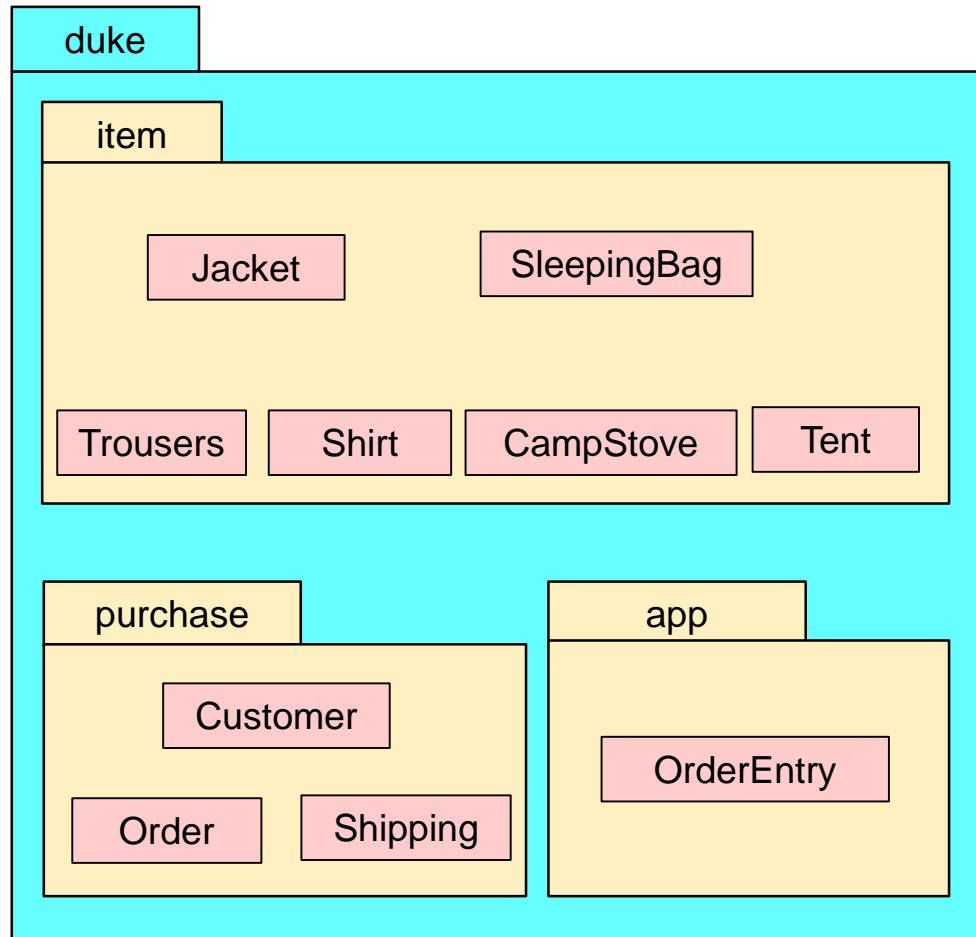 duke
item
Jacket
SleepingBag
Trousers
Shirt
CampStove
Tent
purchase
Customer
Order
Shipping
app
OrderEntry